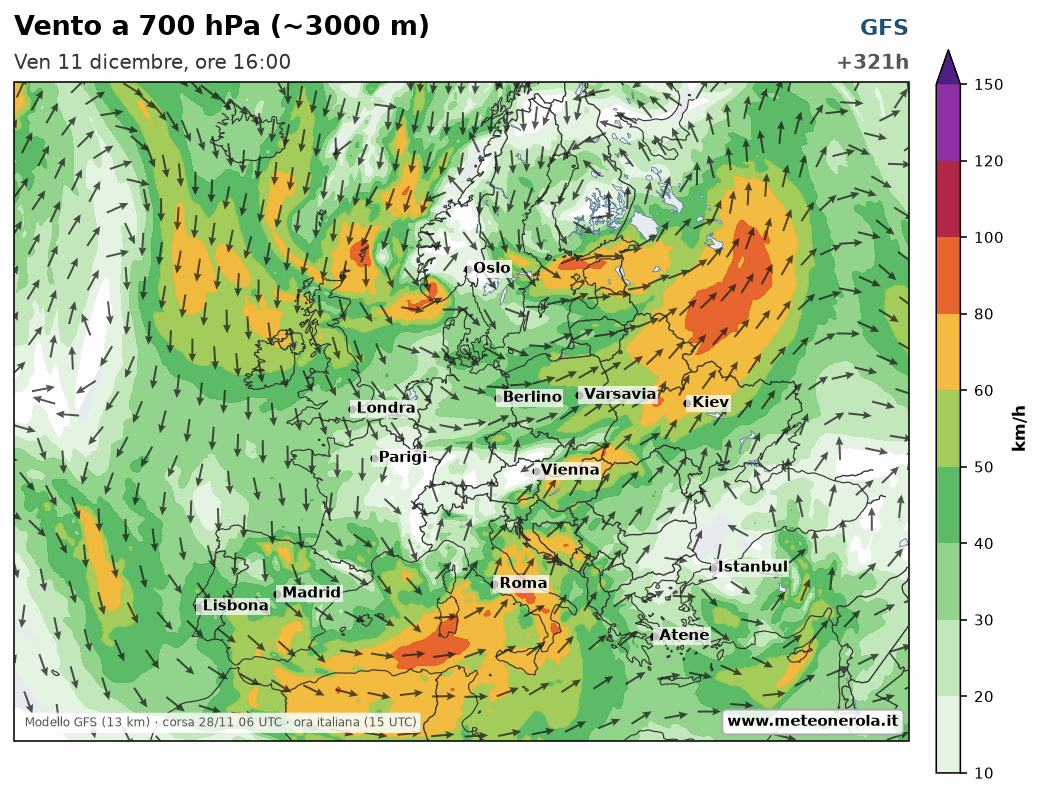 Vento a 700 hPa (~3000 m)
GFS
Ven 11 dicembre, ore 16:00
+321h
150
120
100
80
60
50
40
30
20
10
km/h
Oslo
Berlino
Varsavia
Kiev
Londra
Parigi
Vienna
Istanbul
Roma
Madrid
Lisbona
Atene
Modello GFS (13 km) · corsa 28/11 06 UTC · ora italiana (15 UTC)
www.meteonerola.it